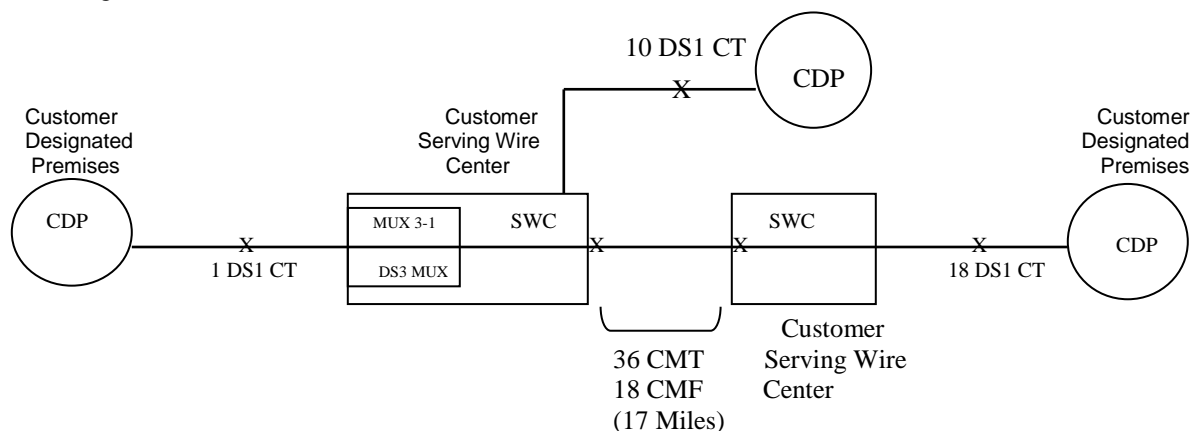 10 DS1 CT
X
CDP
Customer
Designated
Premises
Customer
Serving Wire
Center
Customer
Designated
Premises
CDP
X
1 DS1 CT
MUX 3-1
DS3 MUX
SWC
X
X
SWC
X
18 DS1 CT
CDP
36 CMT
18 CMF
(17 Miles)
Customer
Serving Wire
Center